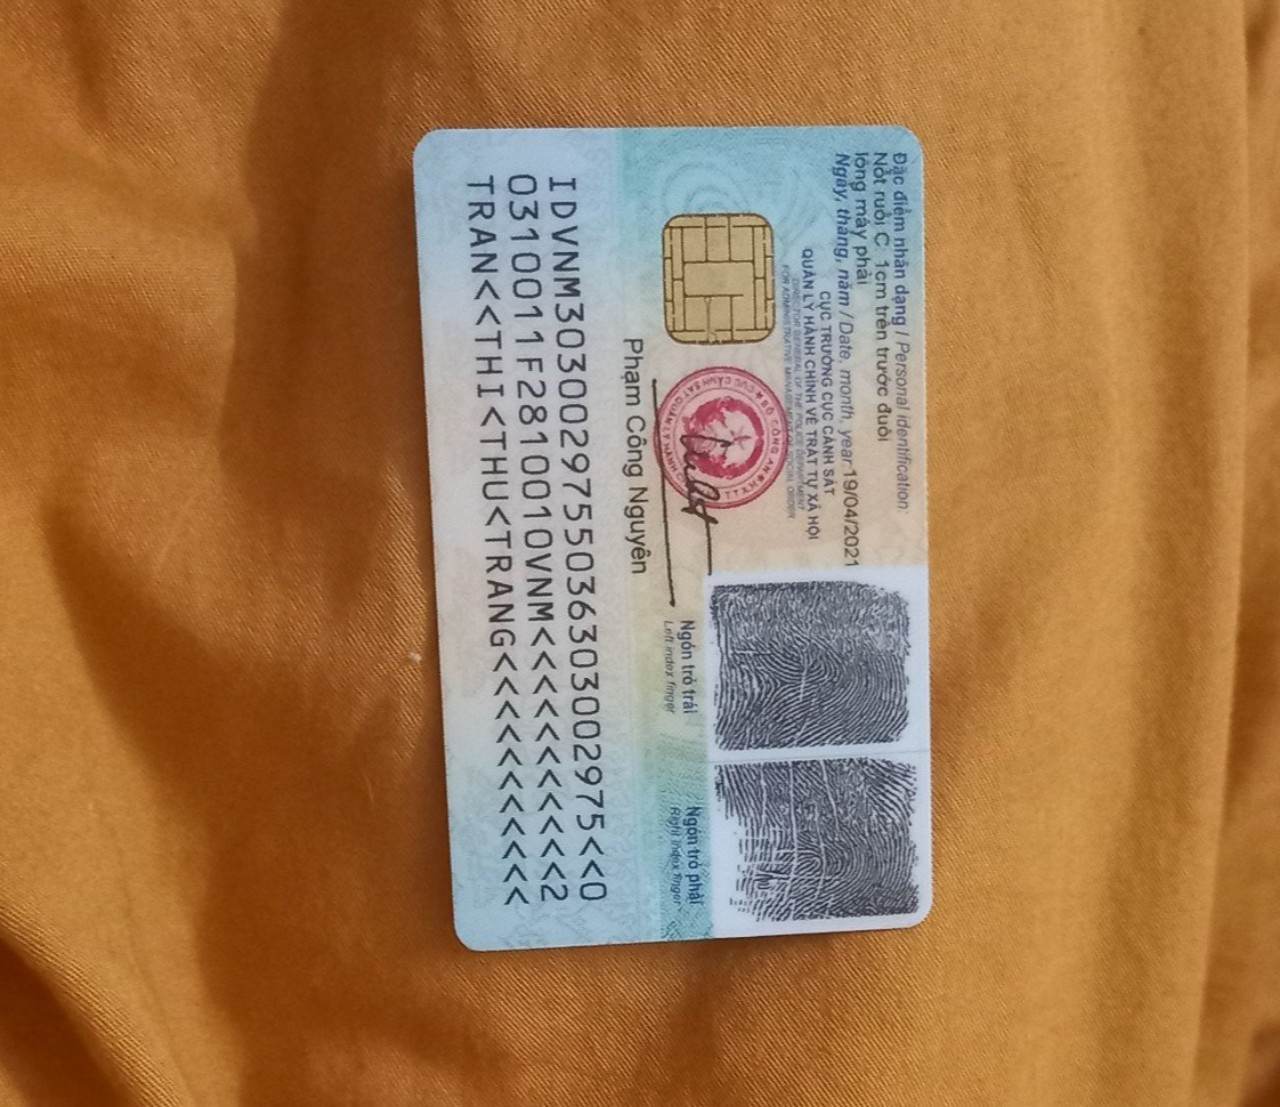 Đặc điểm nhân dạng / Personal identification:
Nốt ruồi C: 1cm trên trước đuôi
lông mày phải
Ngày, tháng, năm / Date, month, year: 19/04/2021
CỤC TRƯỞNG CỤC CẢNH SÁT
QUẢN LÝ HÀNH CHÍNH VỀ TRẬT TỰ XÃ HỘI
DIRECTOR GENERAL OF THE POLICE DEPARTMENT
FOR ADMINISTRATIVE MANAGEMENT OF SOCIAL ORDER
Phạm Công Nguyên
Ngón trỏ trái
Left index finger
Ngón trỏ phải
Right index finger
IDVNM3030029755036303002975<<0
0310011F2810010VNM<<<<<<<<<<<2
TRAN<<THI<THU<TRANG<<<<<<<<<<<